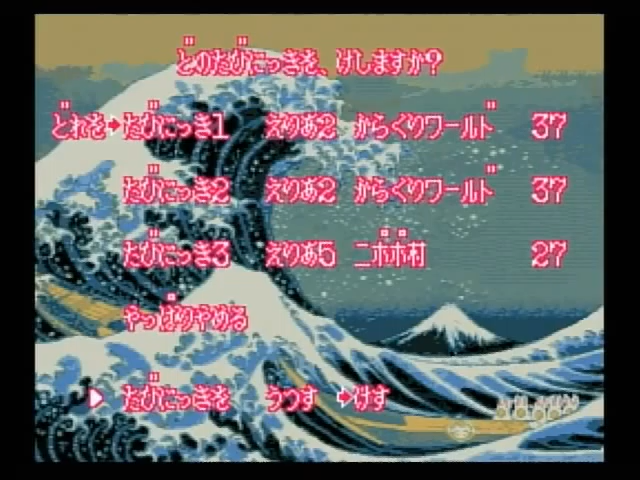 どのたびにっきを、けしますか?
どれを→たびにっき1 えりあ2 からくりワールド 37
たびにっき2 えりあ2 からくりワールド 37
たびにっき3 えりあ5 ニポポ村 27
やっぱりやめる
▶ たびにっきを うつす →けす